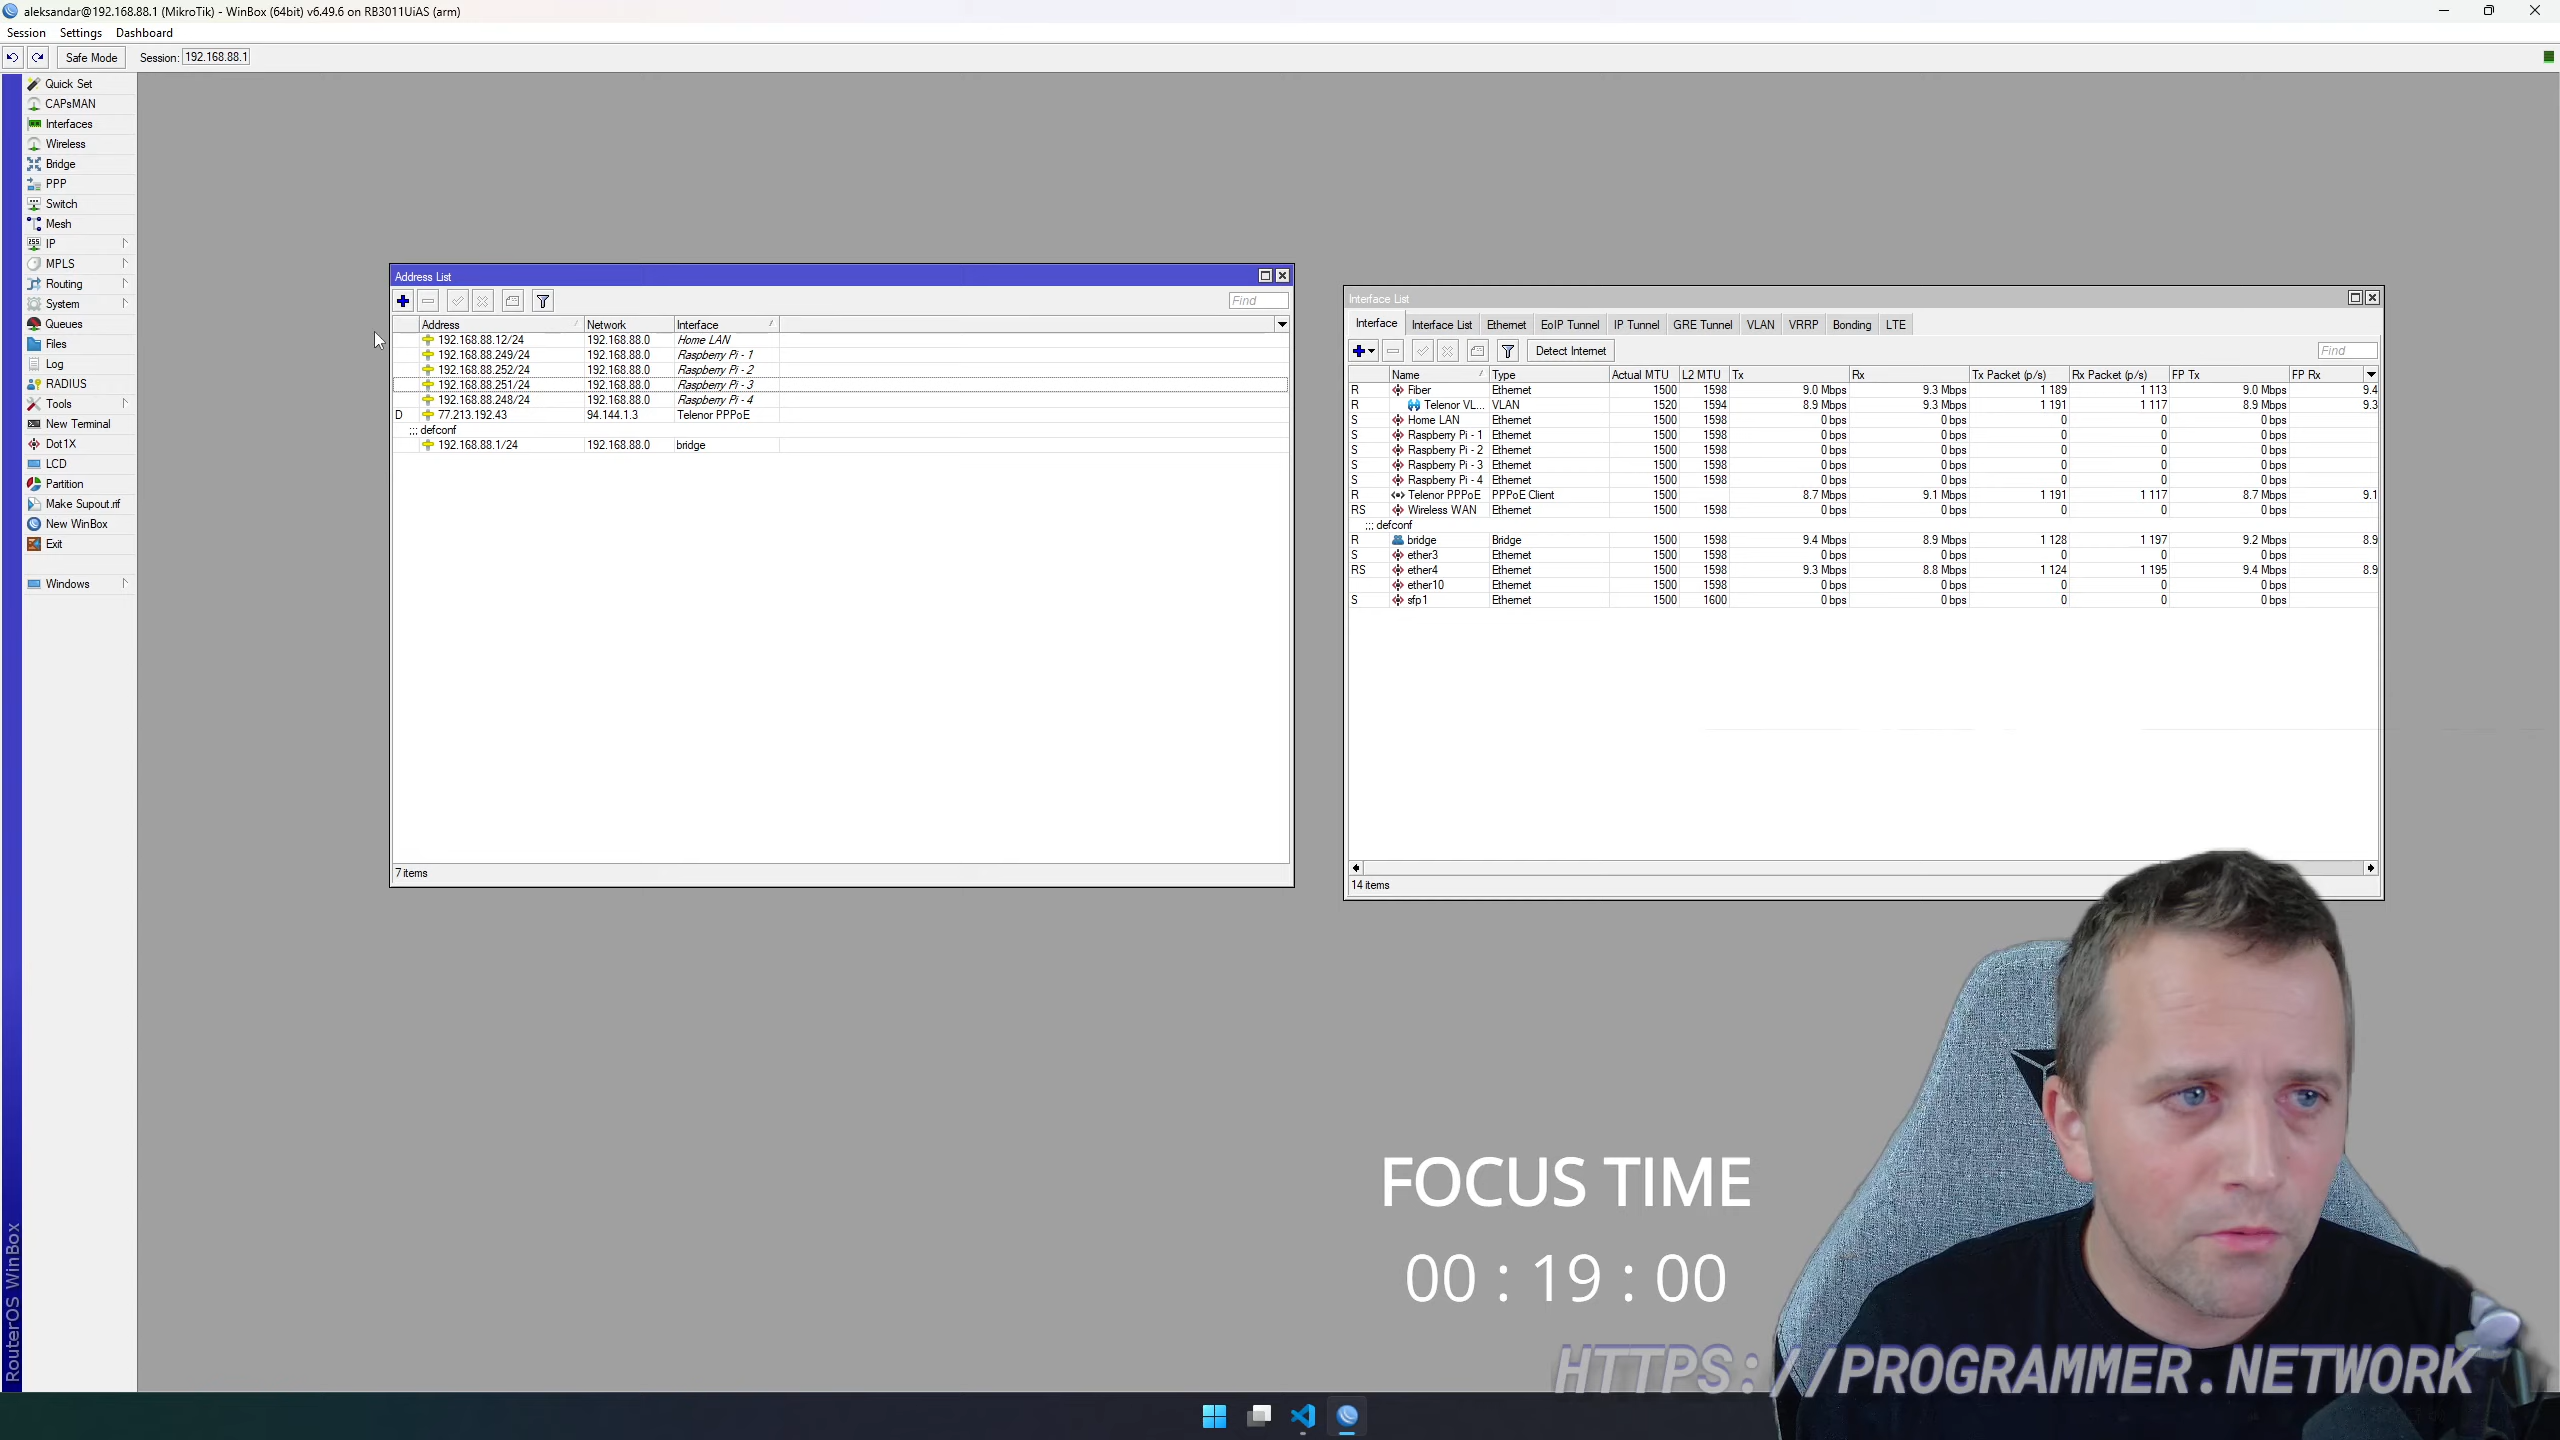 aleksandar@192.168.88.1 (MikroTik) - WinBox (64bit) v6.49.6 on RB3011UiAS (arm)
Session Settings Dashboard
Safe Mode Session: 192.168.88.1
Quick Set
CAPsMAN
Interfaces
Wireless
Bridge
PPP
Switch
Mesh
IP
MPLS
Routing
System
Queues
Files
Log
RADIUS
Tools
New Terminal
Dot1X
LCD
Partition
Make Supout.rif
New WinBox
Exit
Windows
RouterOS WinBox
Address List
Find
Address Network Interface
192.168.88.12/24 192.168.88.0 Home LAN
192.168.88.249/24 192.168.88.0 Raspberry Pi - 1
192.168.88.252/24 192.168.88.0 Raspberry Pi - 2
192.168.88.251/24 192.168.88.0 Raspberry Pi - 3
192.168.88.248/24 192.168.88.0 Raspberry Pi - 4
D 77.213.192.43 94.144.1.3 Telenor PPPoE
;;; defconf
192.168.88.1/24 192.168.88.0 bridge
7 items
Interface List
Interface Interface List Ethernet EoIP Tunnel IP Tunnel GRE Tunnel VLAN VRRP Bonding LTE
Detect Internet Find
Name Type Actual MTU L2 MTU Tx Rx Tx Packet (p/s) Rx Packet (p/s) FP Tx FP Rx
R Fiber Ethernet 1500 1598 9.0 Mbps 9.3 Mbps 1 189 1 113 9.0 Mbps 9.4
R Telenor VL... VLAN 1520 1594 8.9 Mbps 9.3 Mbps 1 191 1 117 8.9 Mbps 9.3
S Home LAN Ethernet 1500 1598 0 bps 0 bps 0 0 0 bps
S Raspberry Pi - 1 Ethernet 1500 1598 0 bps 0 bps 0 0 0 bps
S Raspberry Pi - 2 Ethernet 1500 1598 0 bps 0 bps 0 0 0 bps
S Raspberry Pi - 3 Ethernet 1500 1598 0 bps 0 bps 0 0 0 bps
S Raspberry Pi - 4 Ethernet 1500 1598 0 bps 0 bps 0 0 0 bps
R Telenor PPPoE PPPoE Client 1500 8.7 Mbps 9.1 Mbps 1 191 1 117 8.7 Mbps 9.1
RS Wireless WAN Ethernet 1500 1598 0 bps 0 bps 0 0 0 bps
;;; defconf
R bridge Bridge 1500 1598 9.4 Mbps 8.9 Mbps 1 128 1 197 9.2 Mbps 8.9
S ether3 Ethernet 1500 1598 0 bps 0 bps 0 0 0 bps
RS ether4 Ethernet 1500 1598 9.3 Mbps 8.8 Mbps 1 124 1 195 9.4 Mbps 8.9
ether10 Ethernet 1500 1598 0 bps 0 bps 0 0 0 bps
S sfp1 Ethernet 1500 1600 0 bps 0 bps 0 0 0 bps
14 items
FOCUS TIME
00 : 19 : 00
HTTPS://PROGRAMMER.NETWORK